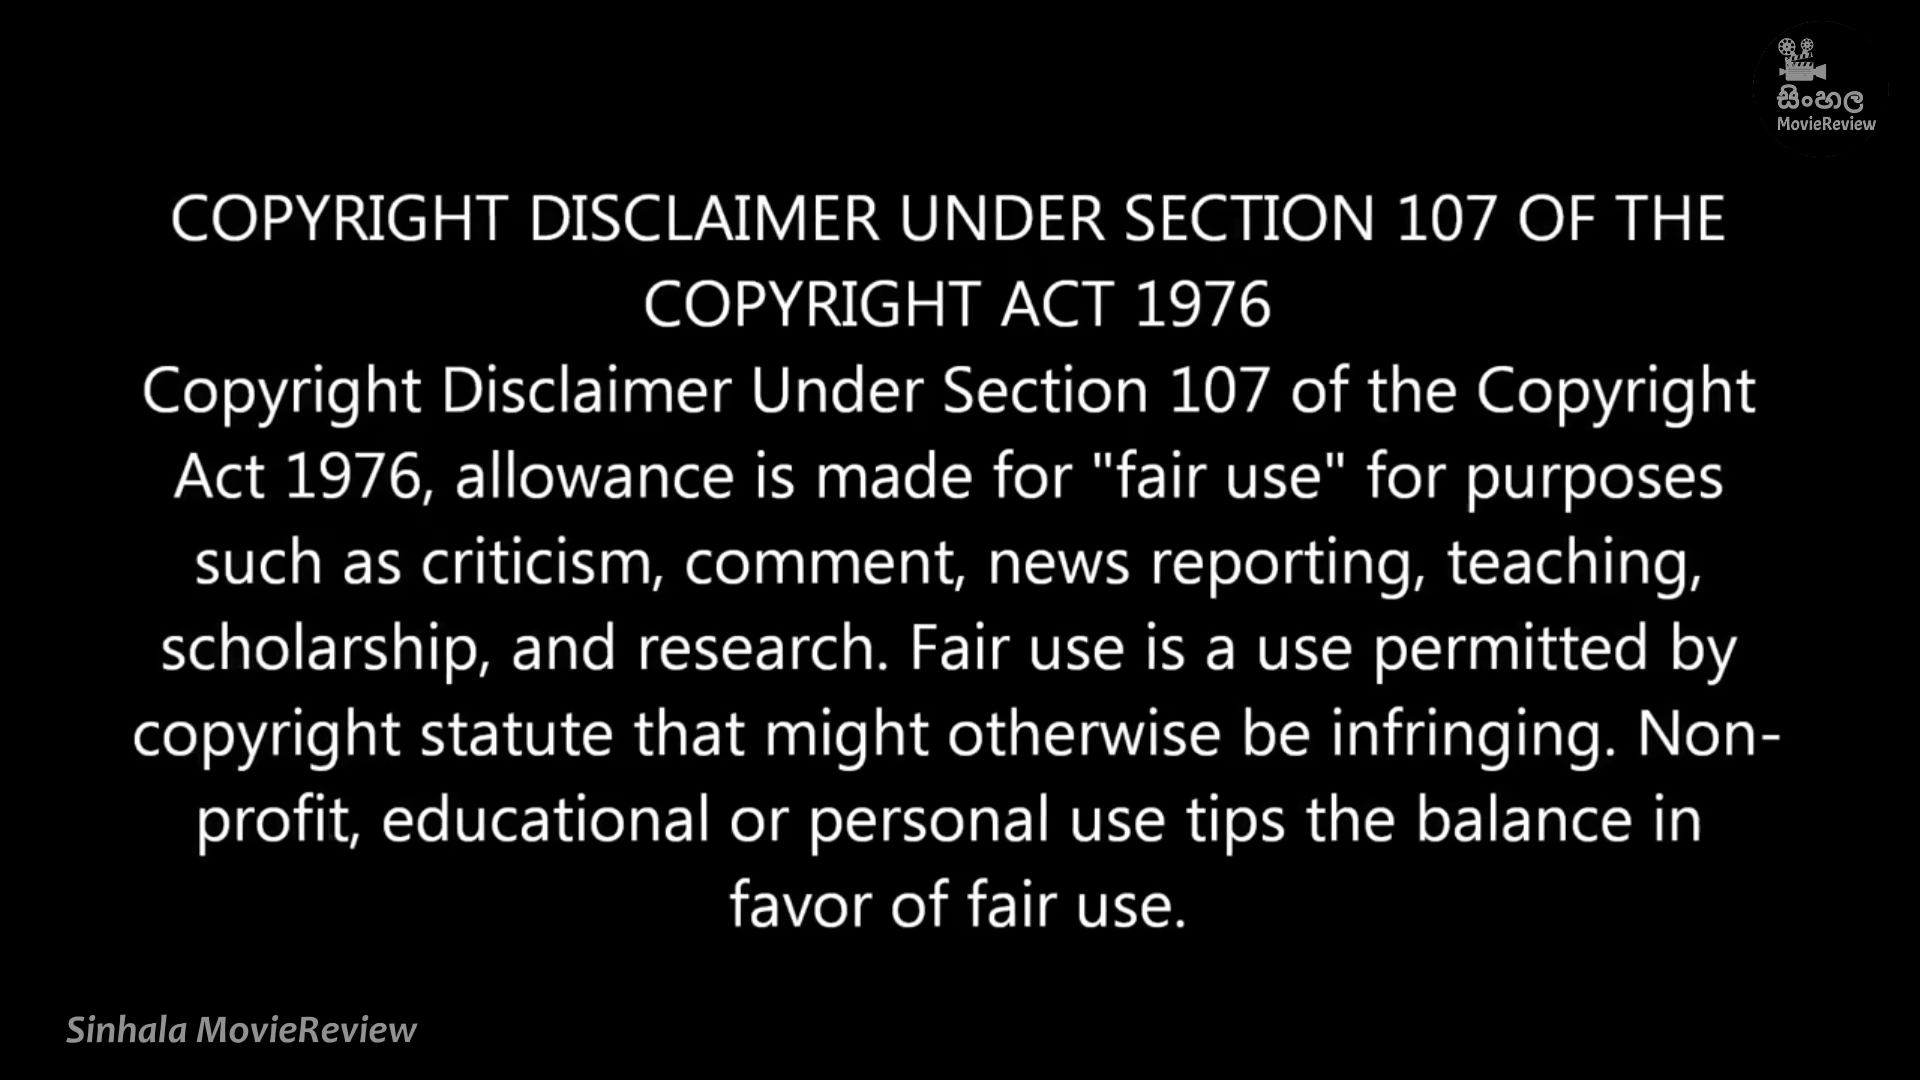 සිංහල
MovieReview
COPYRIGHT DISCLAIMER UNDER SECTION 107 OF THE
COPYRIGHT ACT 1976
Copyright Disclaimer Under Section 107 of the Copyright
Act 1976, allowance is made for "fair use" for purposes
such as criticism, comment, news reporting, teaching,
scholarship, and research. Fair use is a use permitted by
copyright statute that might otherwise be infringing. Non-
profit, educational or personal use tips the balance in
favor of fair use.
Sinhala MovieReview